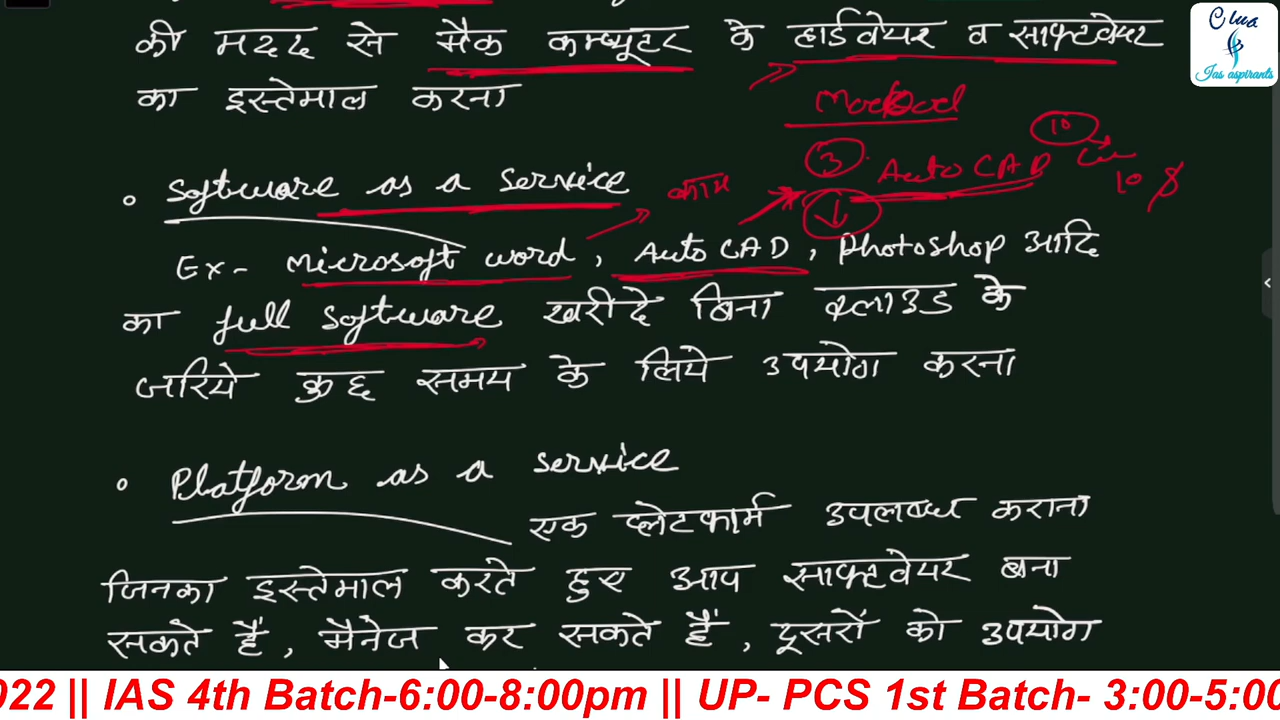 की मदद से मैक कम्प्यूटर के हार्डवेयर व साफ्टवेयर
का इस्तेमाल करना
Clue
Ias aspirants
• Software as a service
काम
3
AutoCAD
10
10 $
Ex- Microsoft word, AutoCAD, Photoshop आदि
का full software खरीदे बिना क्लाउड के
जरिये कुछ समय के लिये उपयोग करना
• Platform as a service
एक प्लेटफार्म उपलब्ध कराना
जिनका इस्तेमाल करते हुए आप साफ्टवेयर बना
सकते हैं, मैनेज कर सकते हैं, दूसरों को उपयोग
022 || IAS 4th Batch-6:00-8:00pm || UP- PCS 1st Batch- 3:00-5:00